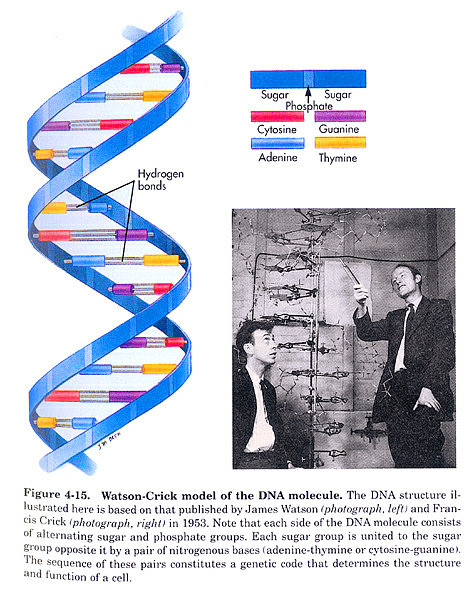 Sugar Sugar
Phosphate
Cytosine Guanine
Adenine Thymine
Hydrogen
bonds
Figure 4-15. Watson-Crick model of the DNA molecule. The DNA structure il-
lustrated here is based on that published by James Watson (photograph, left) and Fran-
cis Crick (photograph, right) in 1953. Note that each side of the DNA molecule consists
of alternating sugar and phosphate groups. Each sugar group is united to the sugar
group opposite it by a pair of nitrogenous bases (adenine-thymine or cytosine-guanine).
The sequence of these pairs constitutes a genetic code that determines the structure
and function of a cell.